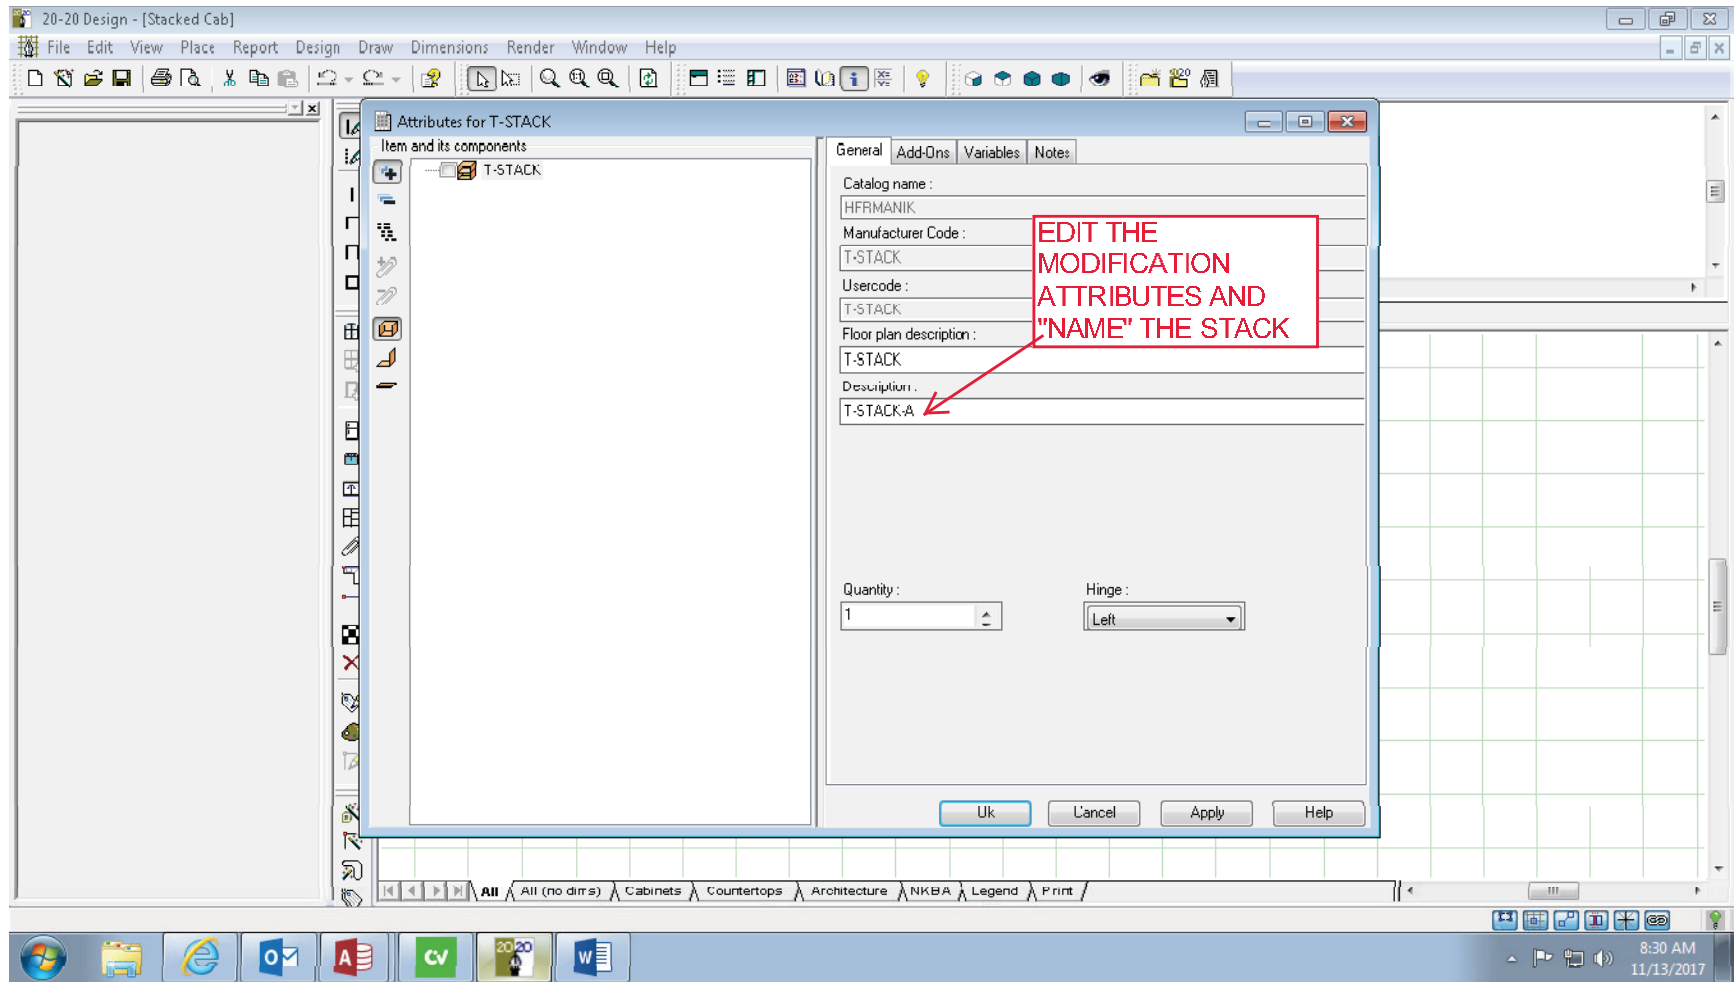 20-20 Design - [Stacked Cab]
File Edit View Place Report Design Draw Dimensions Render Window Help
Attributes for T-STACK
Item and its components
T-STACK
General Add-Ons Variables Notes
Catalog name :
HFRMANIK
Manufacturer Code :
T-STACK
Usercode :
T-STACK
Floor plan description :
T-STACK
Description :
T-STACK-A
EDIT THE
MODIFICATION
ATTRIBUTES AND
"NAME" THE STACK
Quantity :
1
Hinge :
Left
Ok Cancel Apply Help
All All (no dims) Cabinets Countertops Architecture NKBA Legend Print
8:30 AM
11/13/2017